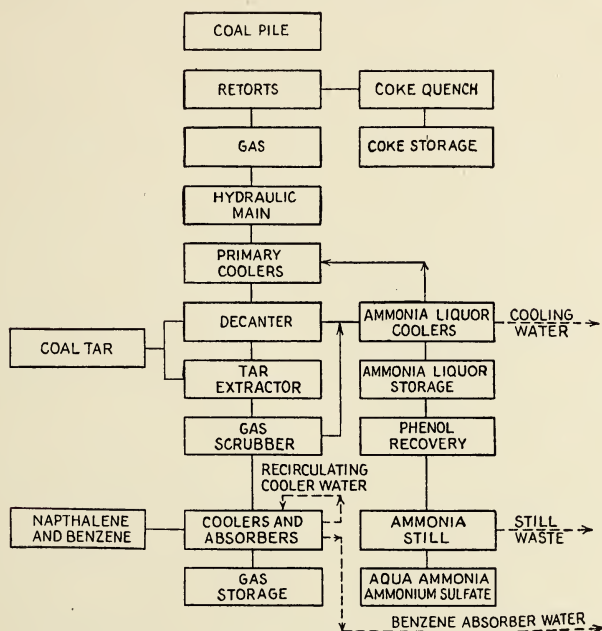 COAL PILE
RETORTS
COKE QUENCH
GAS
COKE STORAGE
HYDRAULIC
MAIN
PRIMARY
COOLERS
DECANTER
AMMONIA LIQUOR
COOLERS
COOLING
WATER
COAL TAR
TAR
EXTRACTOR
AMMONIA LIQUOR
STORAGE
GAS
SCRUBBER
PHENOL
RECOVERY
RECIRCULATING
COOLER WATER
NAPTHALENE
AND BENZENE
COOLERS AND
ABSORBERS
AMMONIA
STILL
STILL
WASTE
GAS
STORAGE
AQUA AMMONIA
AMMONIUM SULFATE
BENZENE ABSORBER WATER